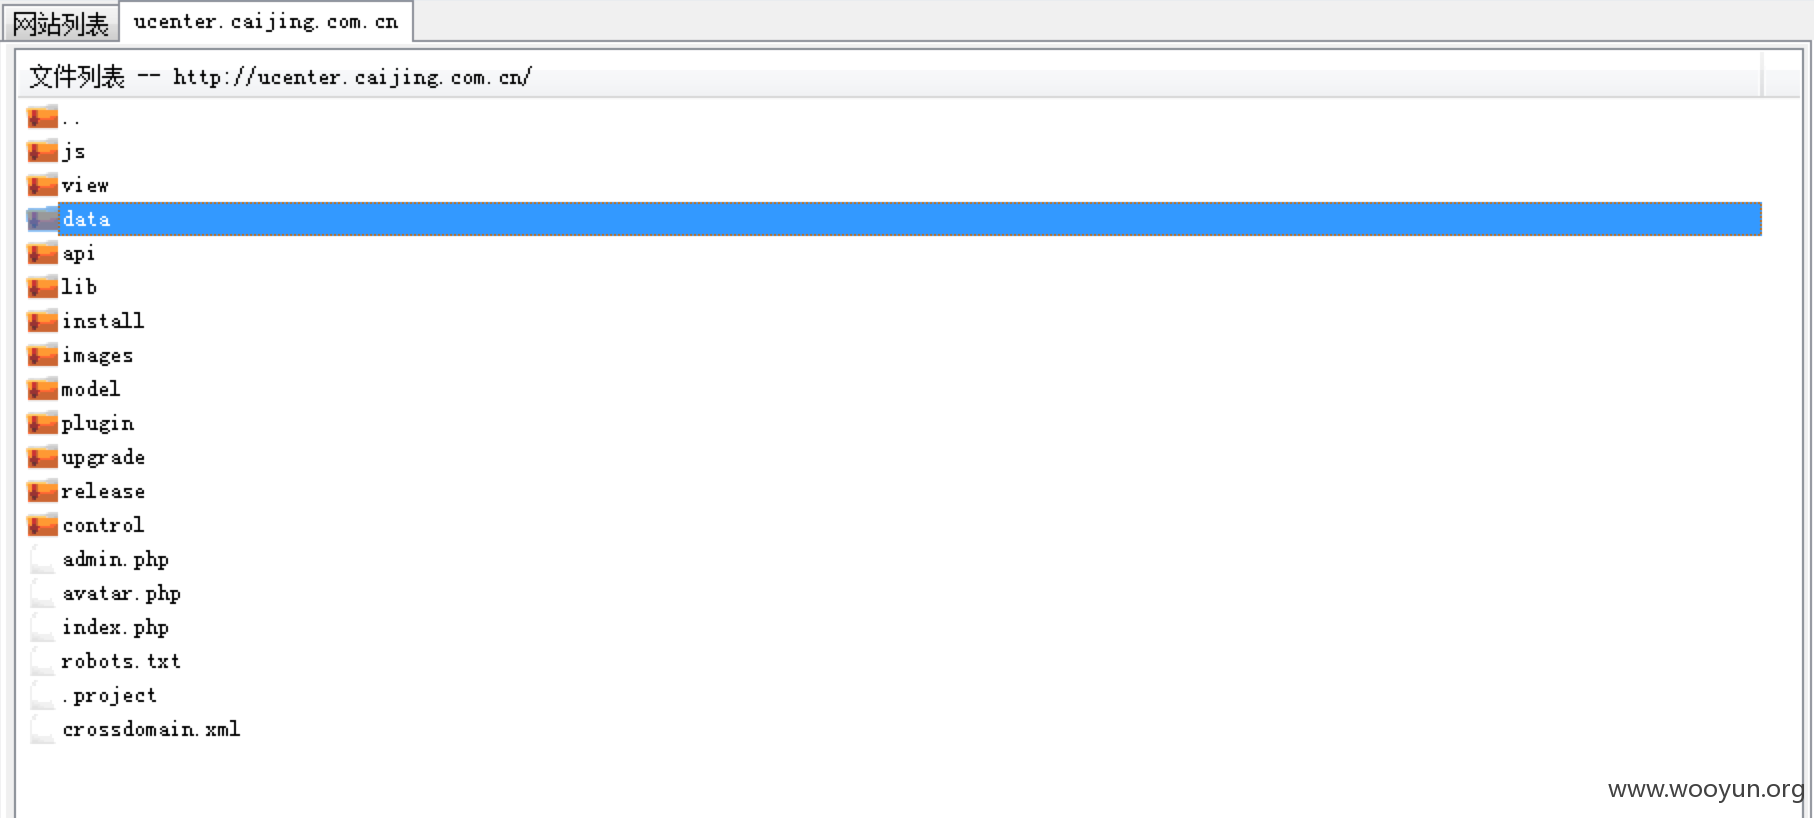 网站列表 ucenter.caijing.com.cn
文件列表 -- http://ucenter.caijing.com.cn/
..
js
view
data
api
lib
install
images
model
plugin
upgrade
release
control
admin.php
avatar.php
index.php
robots.txt
.project
crossdomain.xml
www.wooyun.org